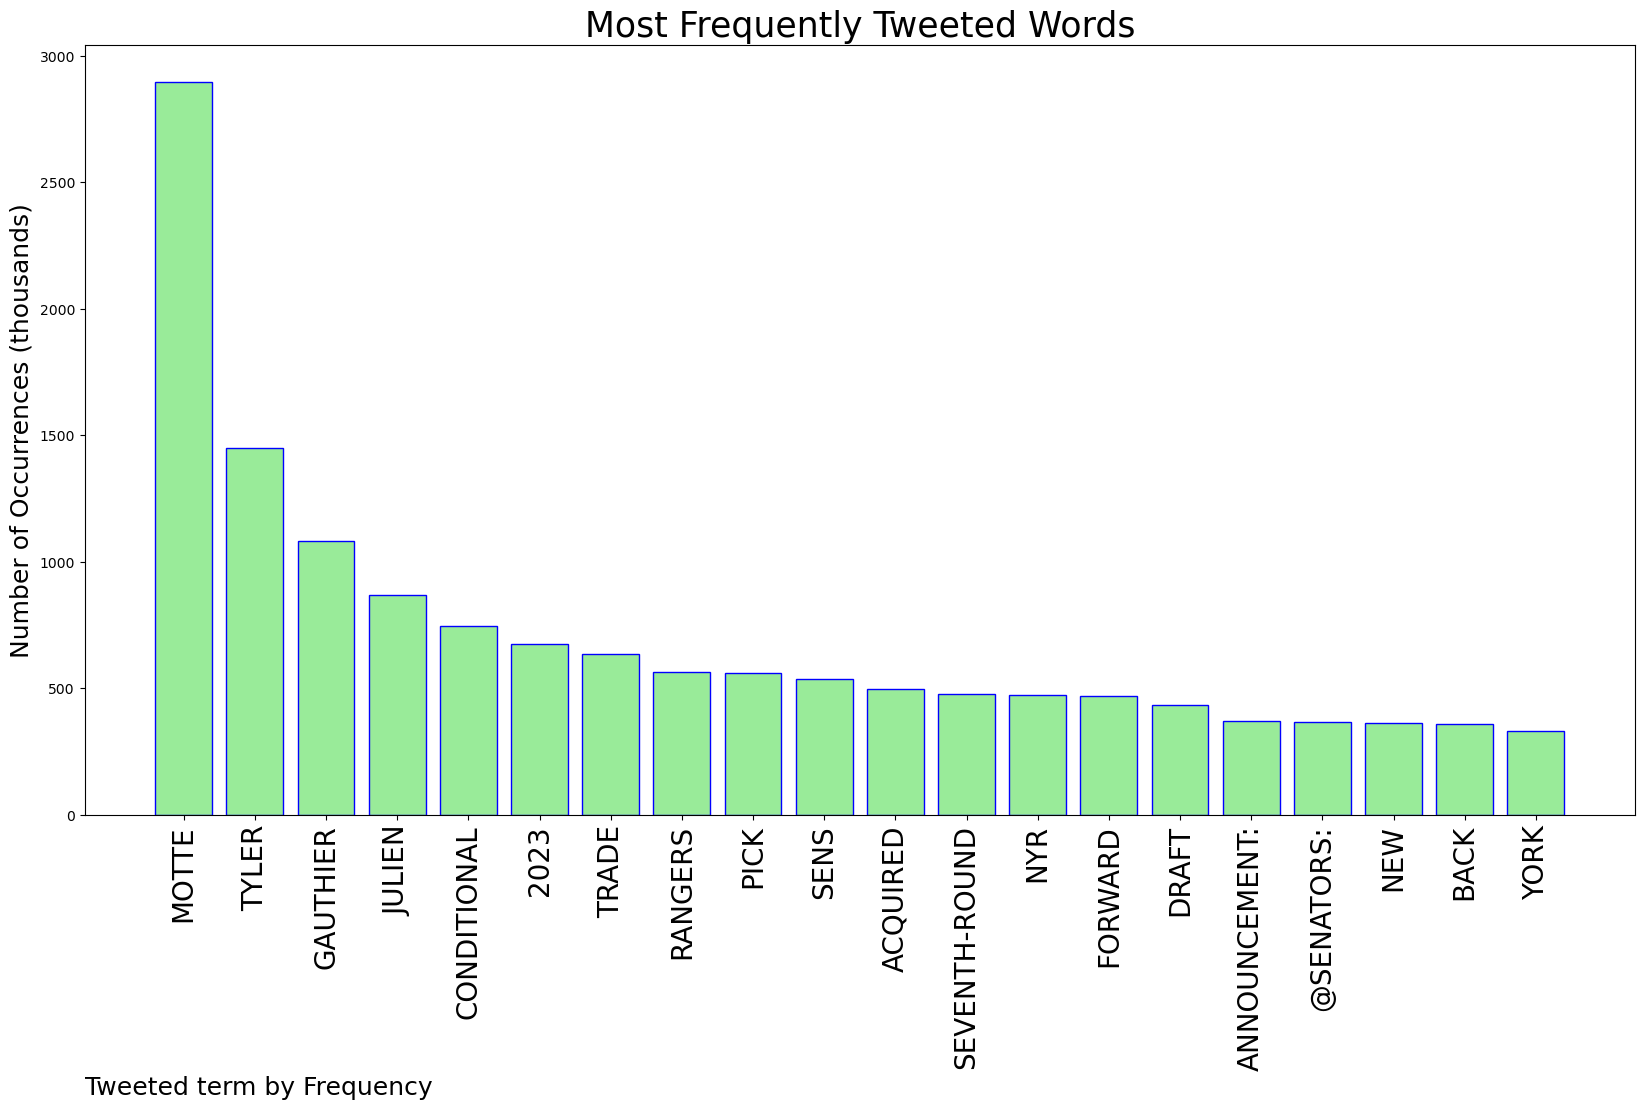 Most Frequently Tweeted Words
Number of Occurrences (thousands)
3000
2500
2000
1500
1000
500
0
MOTTE
TYLER
GAUTHIER
JULIEN
CONDITIONAL
2023
TRADE
RANGERS
PICK
SENS
ACQUIRED
SEVENTH-ROUND
NYR
FORWARD
DRAFT
ANNOUNCEMENT:
@SENATORS:
NEW
BACK
YORK
Tweeted term by Frequency